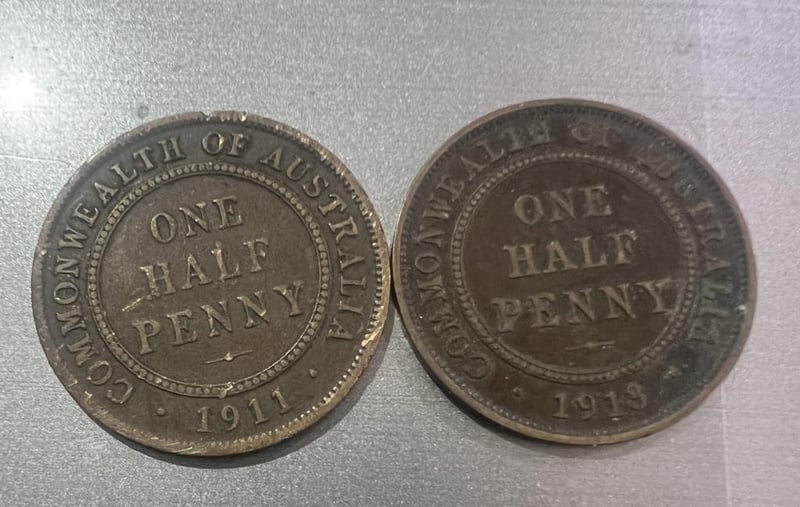 COMMONWEALTH OF AUSTRALIA
ONE
HALF
PENNY
1911
COMMONWEALTH OF AUSTRALIA
ONE
HALF
PENNY
1913